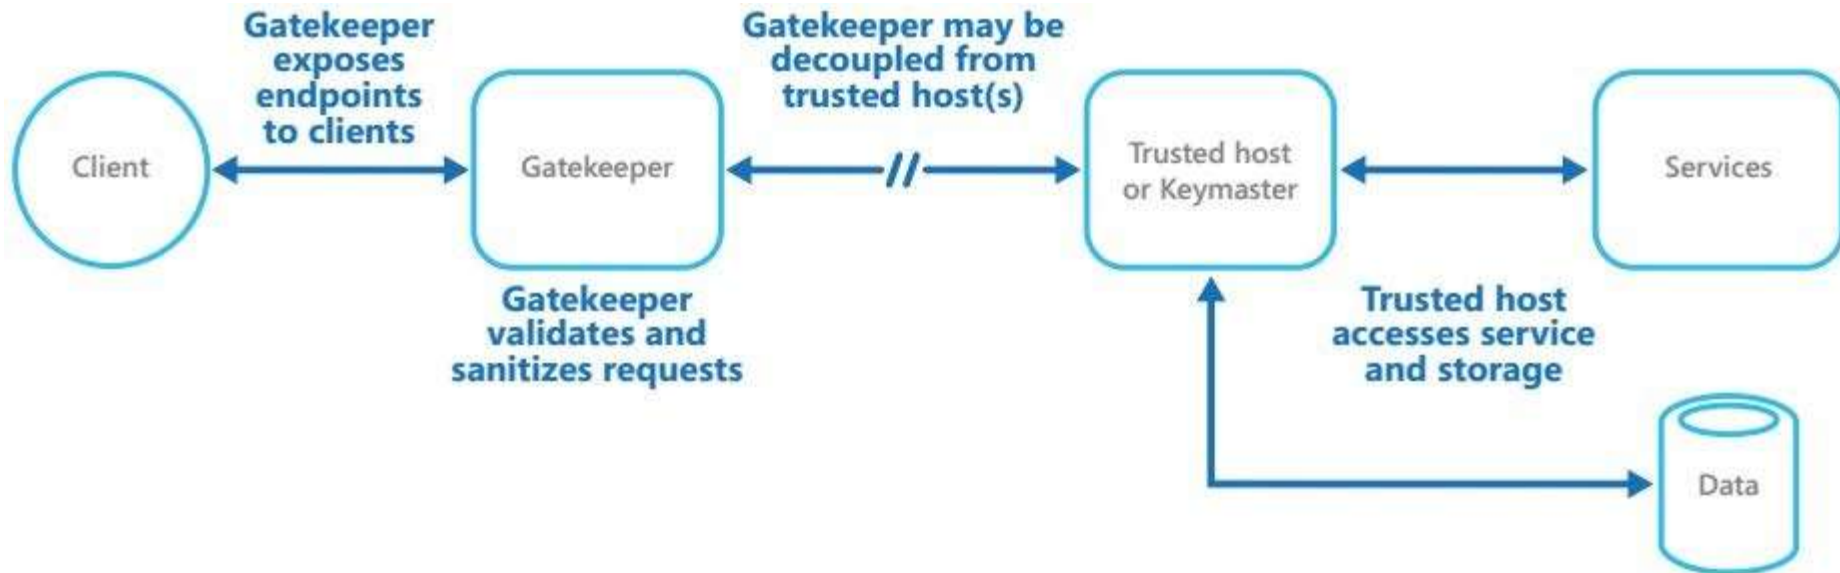 Gatekeeper
exposes
endpoints
to clients
Gatekeeper may be
decoupled from
trusted host(s)
Client
Gatekeeper
Trusted host
or Keymaster
Services
Gatekeeper
validates and
sanitizes requests
Trusted host
accesses service
and storage
Data